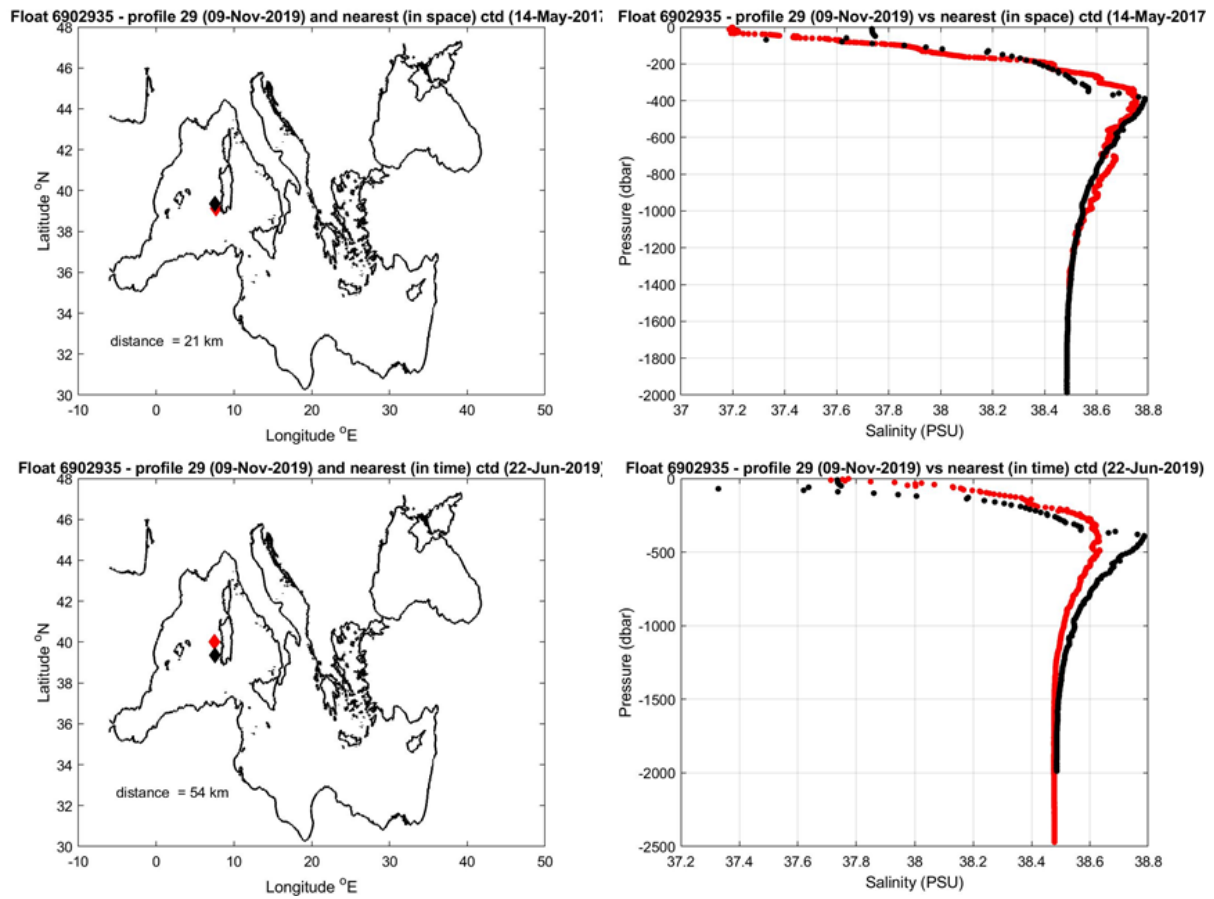 Float 6902935 - profile 29 (09-Nov-2019) and nearest (in space) ctd (14-May-2017
48
46
44
42
40
38
36
34
32
30
Latitude °N
distance = 21 km
-10 0 10 20 30 40 50
Longitude °E
Float 6902935 - profile 29 (09-Nov-2019) vs nearest (in space) ctd (14-May-2017
0
-200
-400
-600
-800
-1000
-1200
-1400
-1600
-1800
-2000
Pressure (dbar)
37 37.2 37.4 37.6 37.8 38 38.2 38.4 38.6 38.8
Salinity (PSU)
Float 6902935 - profile 29 (09-Nov-2019) and nearest (in time) ctd (22-Jun-2019)
48
46
44
42
40
38
36
34
32
30
Latitude °N
distance = 54 km
-10 0 10 20 30 40 50
Longitude °E
Float 6902935 - profile 29 (09-Nov-2019) vs nearest (in time) ctd (22-Jun-2019)
0
-500
-1000
-1500
-2000
-2500
Pressure (dbar)
37.2 37.4 37.6 37.8 38 38.2 38.4 38.6 38.8
Salinity (PSU)